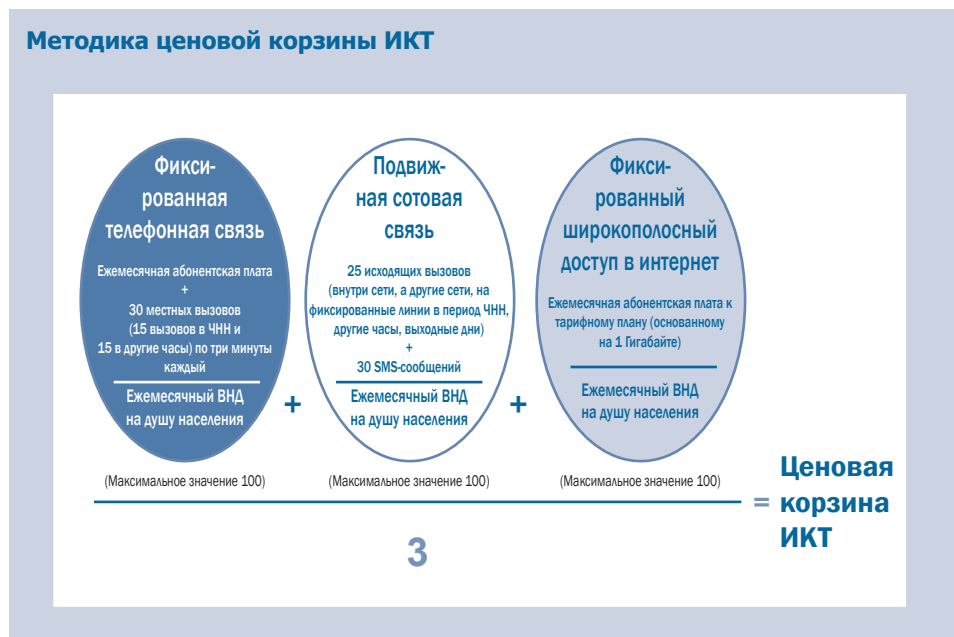 Методика ценовой корзины ИКТ
Фикси-
рованная
телефонная связь
Ежемесячная абонентская плата
+
30 местных вызовов
(15 вызовов в ЧНН и
15 в другие часы) по три минуты
каждый
Ежемесячный ВНД
на душу населения
(Максимальное значение 100)
+
Подвиж-
ная сотовая
связь
25 исходящих вызовов
(внутри сети, а другие сети, на
фиксированные линии в период ЧНН,
другие часы, выходные дни)
+
30 SMS-сообщений
Ежемесячный ВНД
на душу населения
(Максимальное значение 100)
+
Фикси-
рованный
широкополосный
доступ в интернет
Ежемесячная абонентская плата к
тарифному плану (основанному
на 1 Гигабайте)
Ежемесячный ВНД
на душу населения
(Максимальное значение 100)
3
= Ценовая
корзина
ИКТ